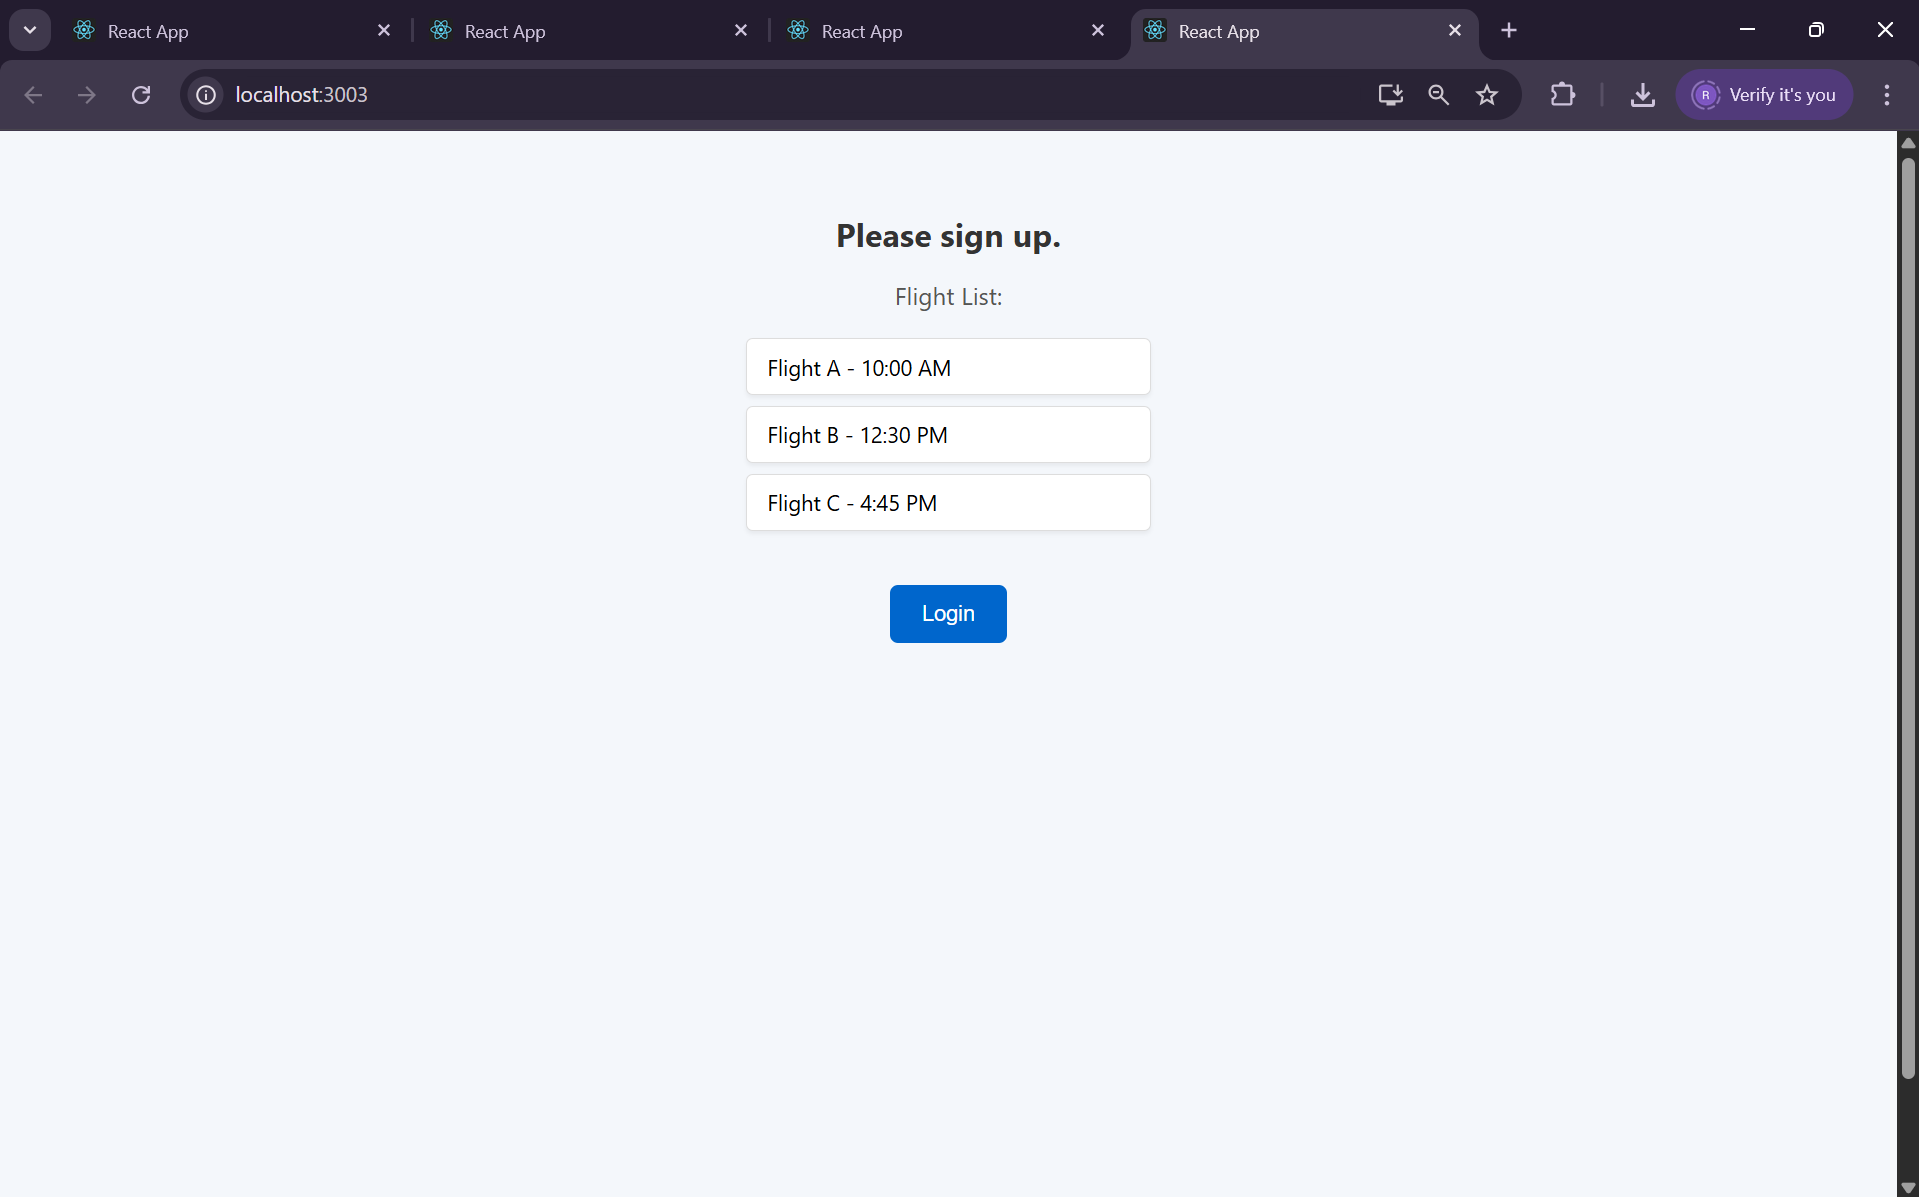 React App
React App
React App
React App
localhost:3003
R
Verify it's you
Please sign up.
Flight List:
Flight A - 10:00 AM
Flight B - 12:30 PM
Flight C - 4:45 PM
Login